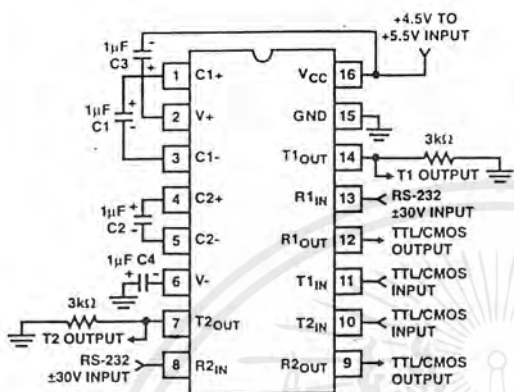 +4.5V TO
+5.5V INPUT
1µF
C3
- +
1 C1+ VCC 16
1µF
C1
+ -
2 V+ GND 15
3kΩ
3 C1- T1OUT 14
T1 OUTPUT
4 C2+ R1IN 13 RS-232
±30V INPUT
1µF
C2
+ -
5 C2- R1OUT 12 TTL/CMOS
OUTPUT
1µF C4
+ -
6 V- T1IN 11 TTL/CMOS
INPUT
3kΩ
7 T2OUT T2IN 10 TTL/CMOS
INPUT
T2 OUTPUT
RS-232
±30V INPUT
8 R2IN R2OUT 9 TTL/CMOS
OUTPUT